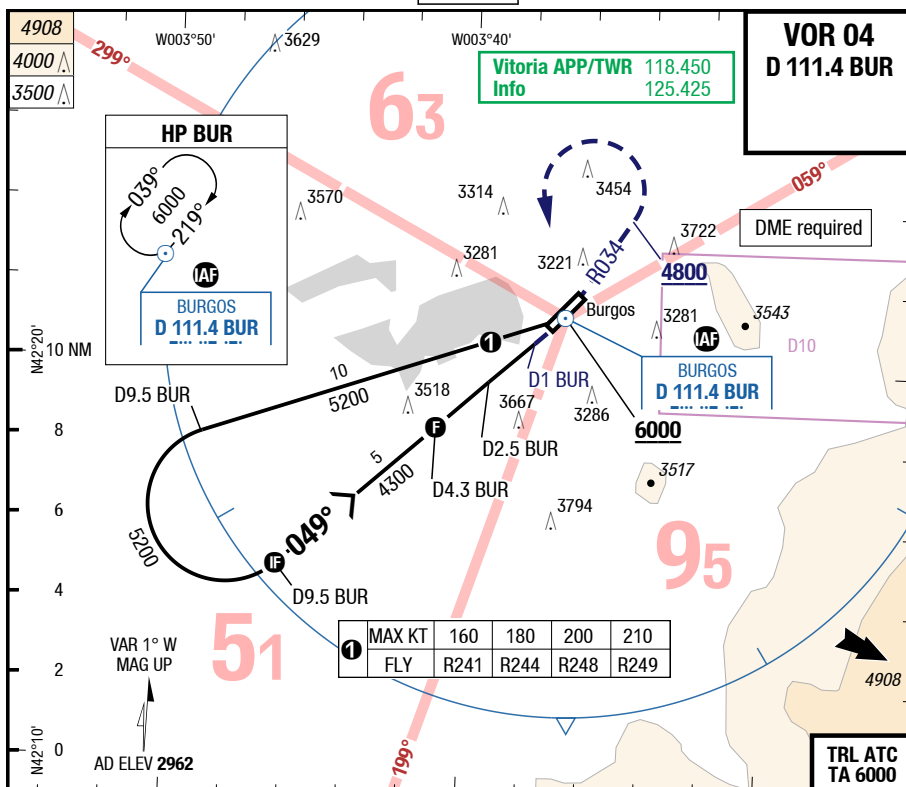 4908
4000
3500
W003°50'
3629
W003°40'
299°
63
Vitoria APP/TWR 118.450
Info 125.425
VOR 04
D 111.4 BUR
HP BUR
039°
6000
219°
IAF
BURGOS
D 111.4 BUR
3570
3314
3454
059°
3281
3221
R034
3722
DME required
4800
Burgos
3543
3281
IAF
D10
N42°20'
10 NM
1
D1 BUR
BURGOS
D 111.4 BUR
10
5200
D9.5 BUR
3518
3667
3286
6000
8
F
D2.5 BUR
5
4300
D4.3 BUR
3517
6
3794
049°
5200
95
IF
4
D9.5 BUR
51
1
MAX KT 160 180 200 210
FLY R241 R244 R248 R249
VAR 1° W
MAG UP
2
4908
N42°10'
0
AD ELEV 2962
199°
TRL ATC
TA 6000